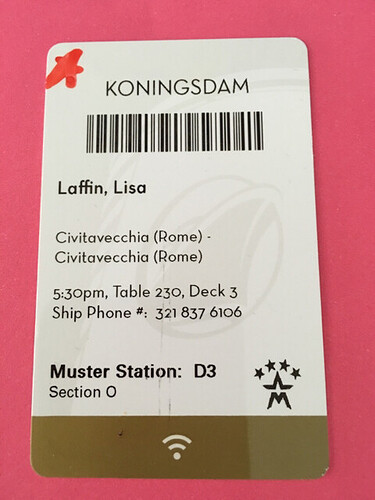 KONINGSDAM
Laffin, Lisa
Civitavecchia (Rome) -
Civitavecchia (Rome)
5:30pm, Table 230, Deck 3
Ship Phone #: 321 837 6106
Muster Station: D3
Section O
M